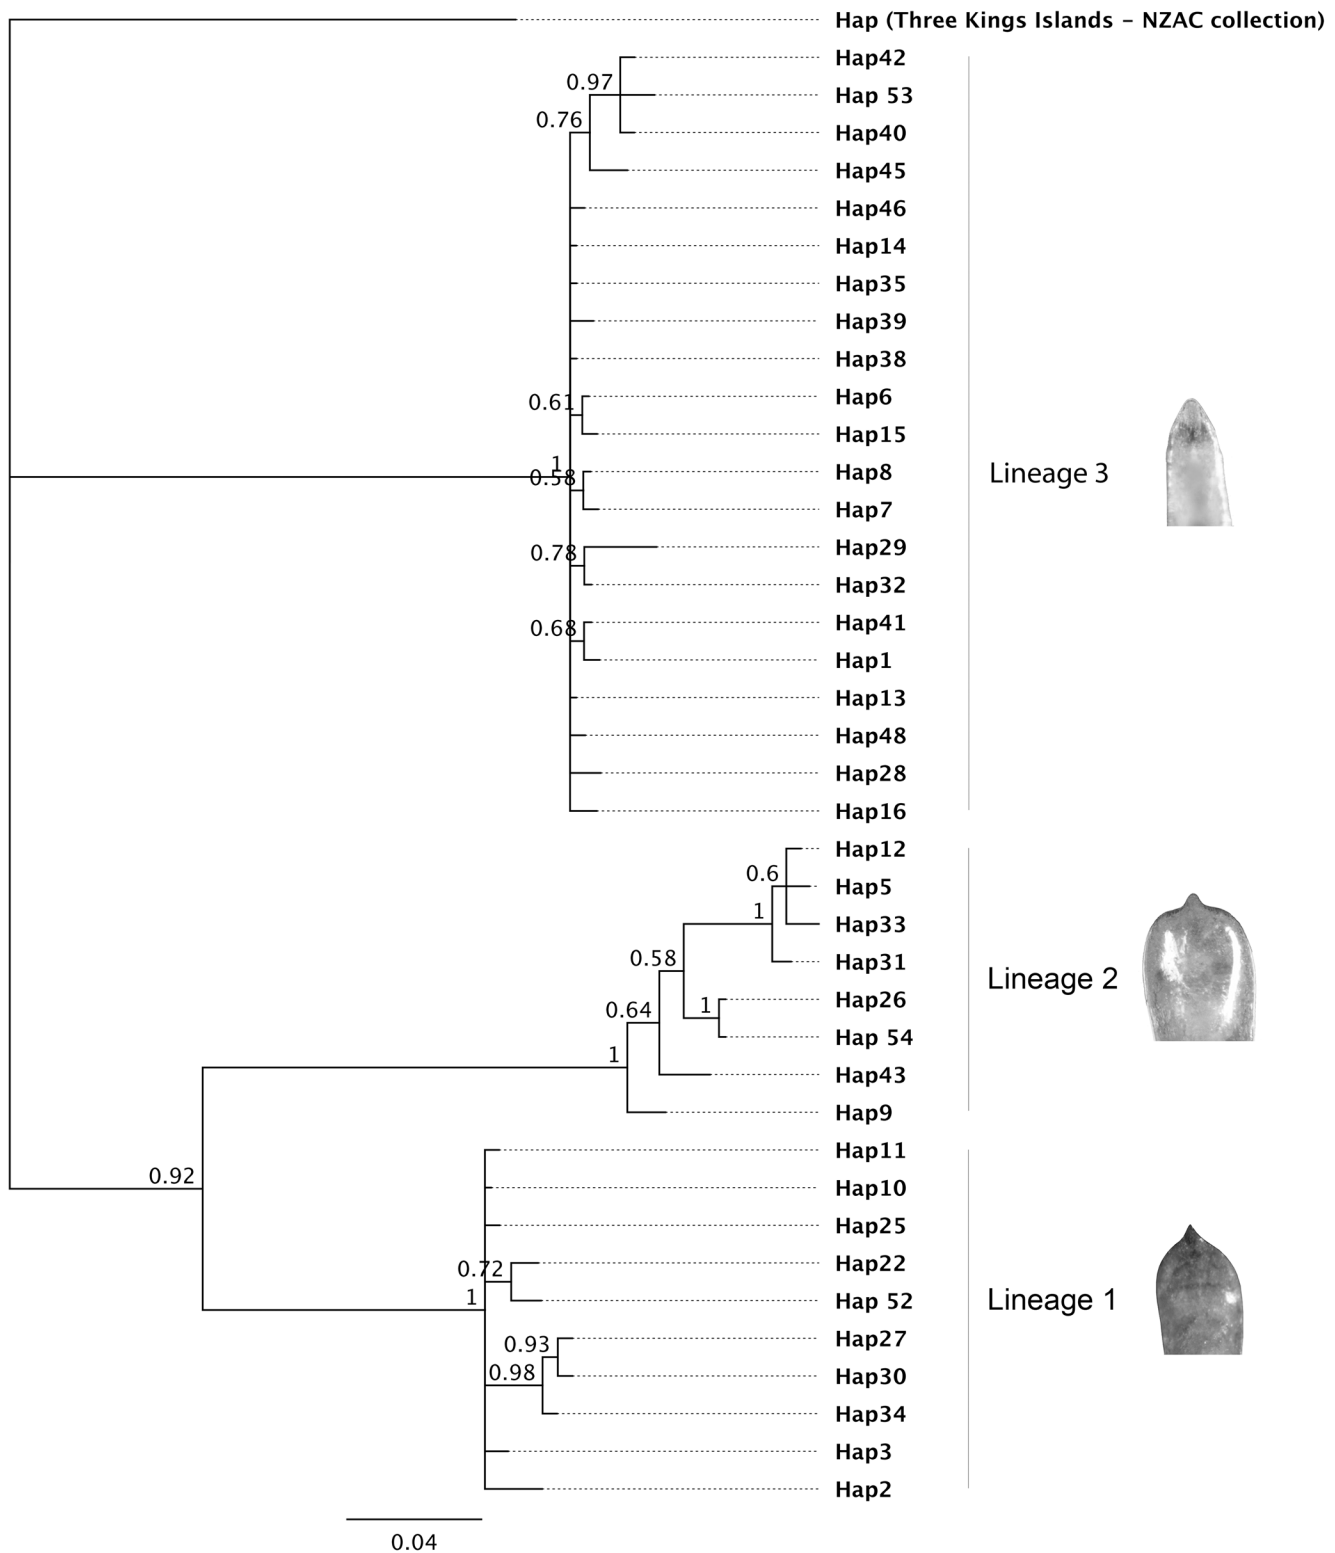 Hap (Three Kings Islands – NZAC collection)
Hap42
0.97
Hap 53
0.76
Hap40
Hap45
Hap46
Hap14
Hap35
Hap39
Hap38
Hap6
0.61
Hap15
1
Hap8
0.58
Lineage 3
Hap7
Hap29
0.78
Hap32
Hap41
0.68
Hap1
Hap13
Hap48
Hap28
Hap16
Hap12
0.6
Hap5
1
Hap33
0.58
Hap31
Lineage 2
1
Hap26
0.64
Hap 54
1
Hap43
Hap9
Hap11
0.92
Hap10
Hap25
0.72
Hap22
1
Hap 52
Lineage 1
0.93
Hap27
0.98
Hap30
Hap34
Hap3
Hap2
0.04